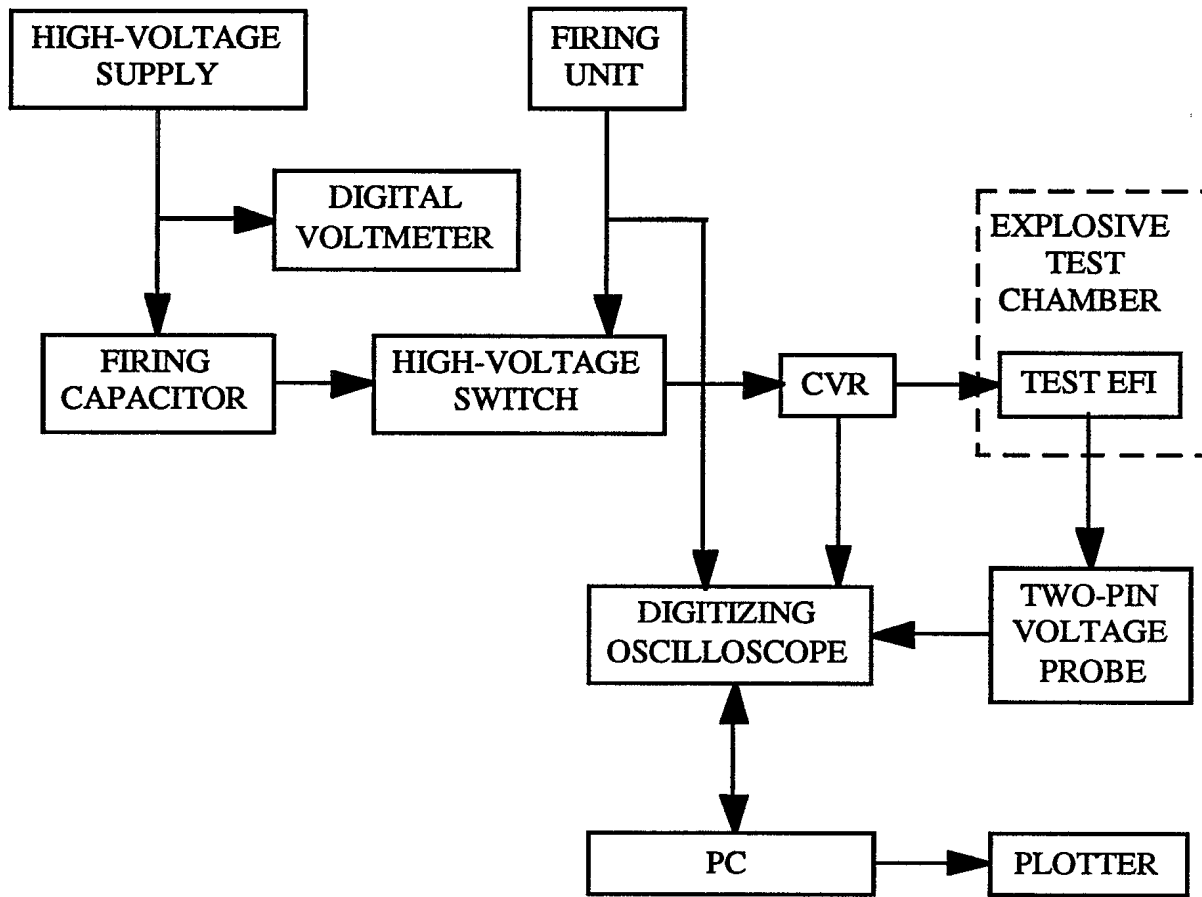 HIGH-VOLTAGE
SUPPLY
FIRING
UNIT
DIGITAL
VOLTMETER
EXPLOSIVE
TEST
CHAMBER
FIRING
CAPACITOR
HIGH-VOLTAGE
SWITCH
CVR
TEST EFI
DIGITIZING
OSCILLOSCOPE
TWO-PIN
VOLTAGE
PROBE
PC
PLOTTER